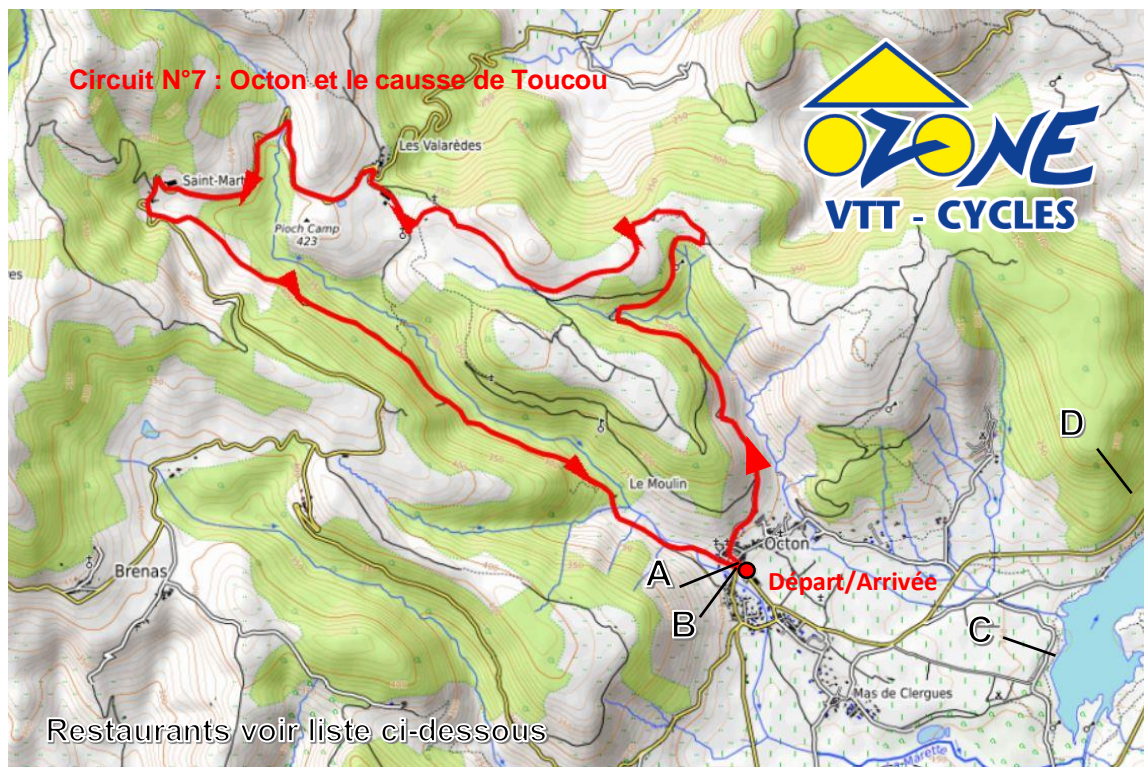 Circuit N°7 : Octon et le causse de Toucou
OZONE
VTT - CYCLES
Les Valarèdes
Saint-Mart
Pioch Camp
423
D
Le Moulin
Octon
A
Départ/Arrivée
B
Brenas
C
Mas de Clergues
Restaurants voir liste ci-dessous